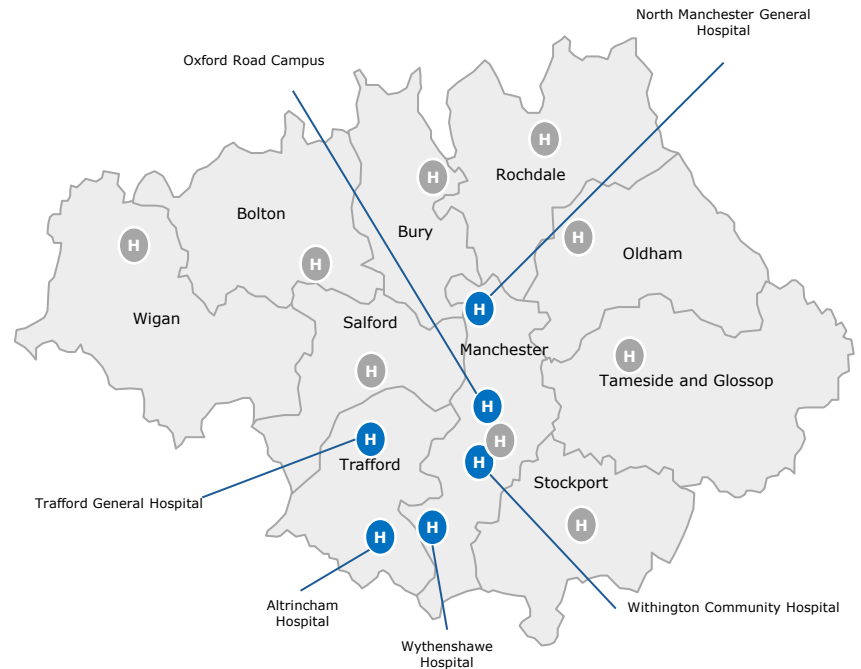 North Manchester General
Hospital
Oxford Road Campus
H
Rochdale
H
Bolton
Bury
H
Oldham
H
H
H
Wigan
Salford
H
Manchester
H
H
Tameside and Glossop
H
H
H
Trafford
H
Stockport
Trafford General Hospital
H
H
H
Altrincham
Hospital
Withington Community Hospital
Wythenshawe
Hospital